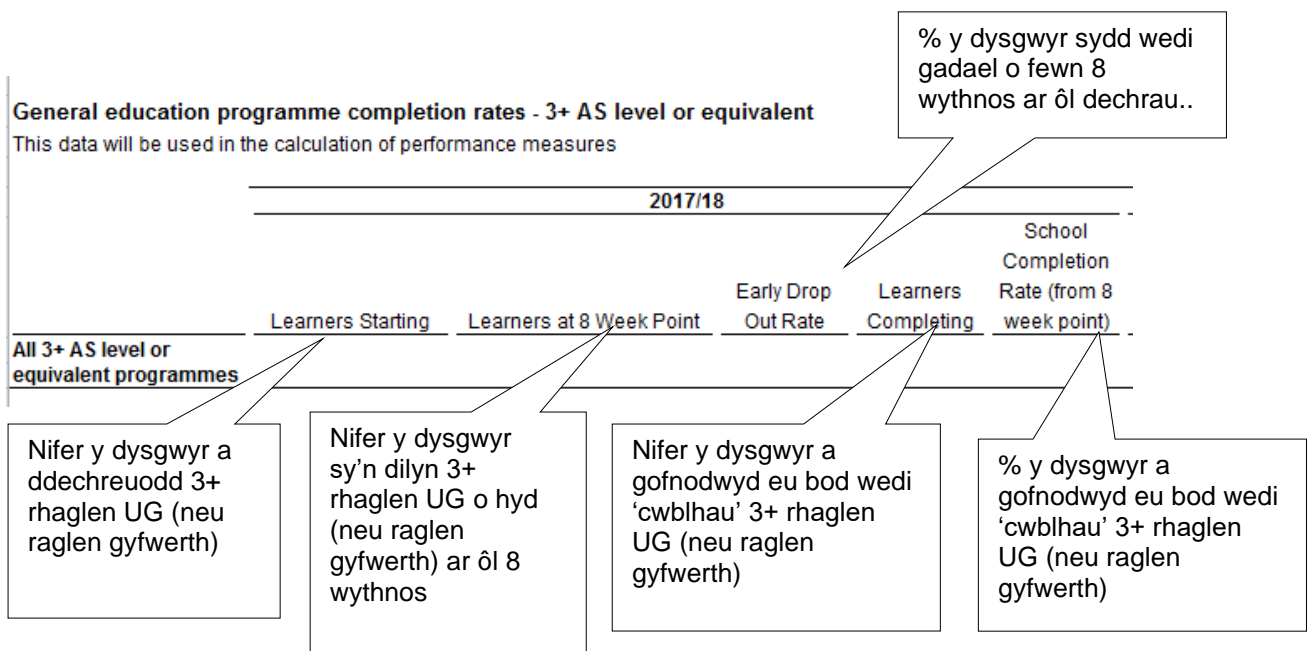 % y dysgwyr sydd wedi
gadael o fewn 8
wythnos ar ôl dechrau..
General education programme completion rates - 3+ AS level or equivalent
This data will be used in the calculation of performance measures
2017/18
Learners Starting
Learners at 8 Week Point
Early Drop
Out Rate
Learners
Completing
School
Completion
Rate (from 8
week point)
All 3+ AS level or
equivalent programmes
Nifer y dysgwyr a
ddechreuodd 3+
rhaglen UG (neu
raglen gyfwerth)
Nifer y dysgwyr
sy’n dilyn 3+
rhaglen UG o hyd
(neu raglen
gyfwerth) ar ôl 8
wythnos
Nifer y dysgwyr a
gofnodwyd eu bod wedi
‘cwblhau’ 3+ rhaglen
UG (neu raglen
gyfwerth)
% y dysgwyr a
gofnodwyd eu bod wedi
‘cwblhau’ 3+ rhaglen
UG (neu raglen
gyfwerth)